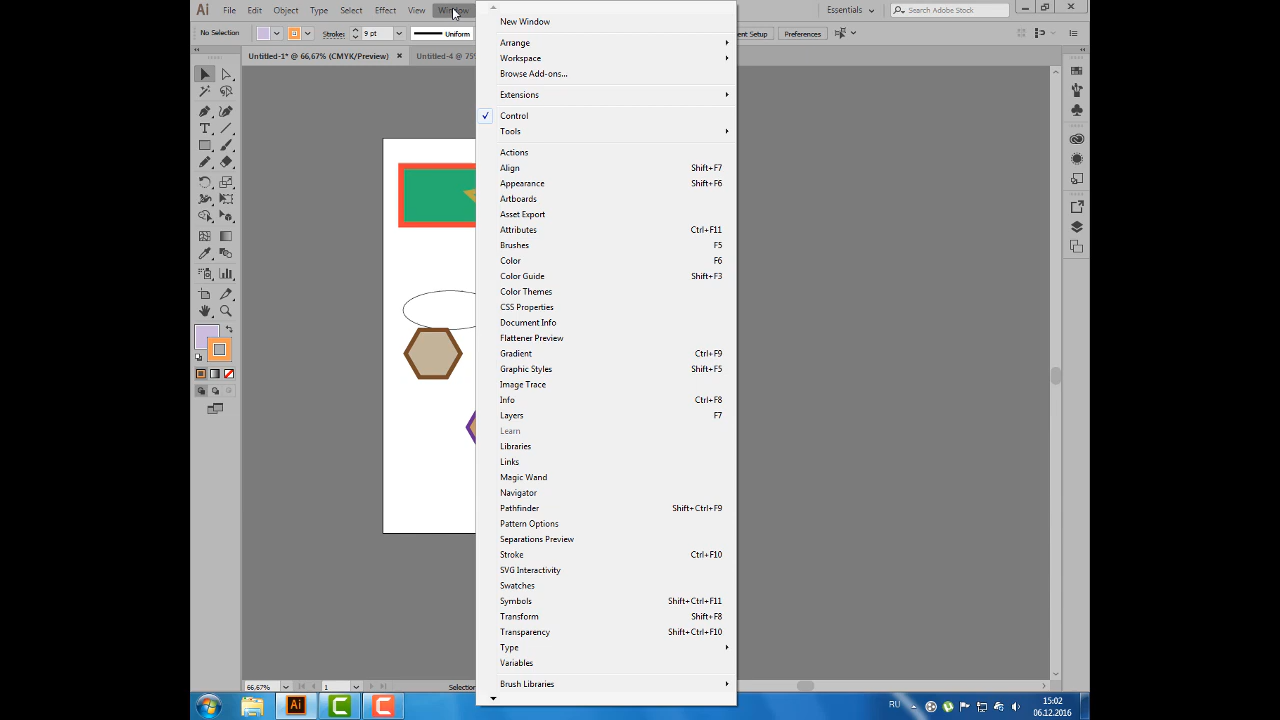 Ai File Edit Object Type Select Effect View Window Essentials Search Adobe Stock
No Selection Stroke: 9 pt Uniform Preferences
Untitled-1* @ 66,67% (CMYK/Preview) × Untitled-4 @ 75%
New Window
Arrange
Workspace
Browse Add-ons...
Extensions
Control
Tools
Actions
Align Shift+F7
Appearance Shift+F6
Artboards
Asset Export
Attributes Ctrl+F11
Brushes F5
Color F6
Color Guide Shift+F3
Color Themes
CSS Properties
Document Info
Flattener Preview
Gradient Ctrl+F9
Graphic Styles Shift+F5
Image Trace
Info Ctrl+F8
Layers F7
Learn
Libraries
Links
Magic Wand
Navigator
Pathfinder Shift+Ctrl+F9
Pattern Options
Separations Preview
Stroke Ctrl+F10
SVG Interactivity
Swatches
Symbols Shift+Ctrl+F11
Transform Shift+F8
Transparency Shift+Ctrl+F10
Type
Variables
Brush Libraries
66,67% 1 Selection
Ai RU 15:02
06.12.2016